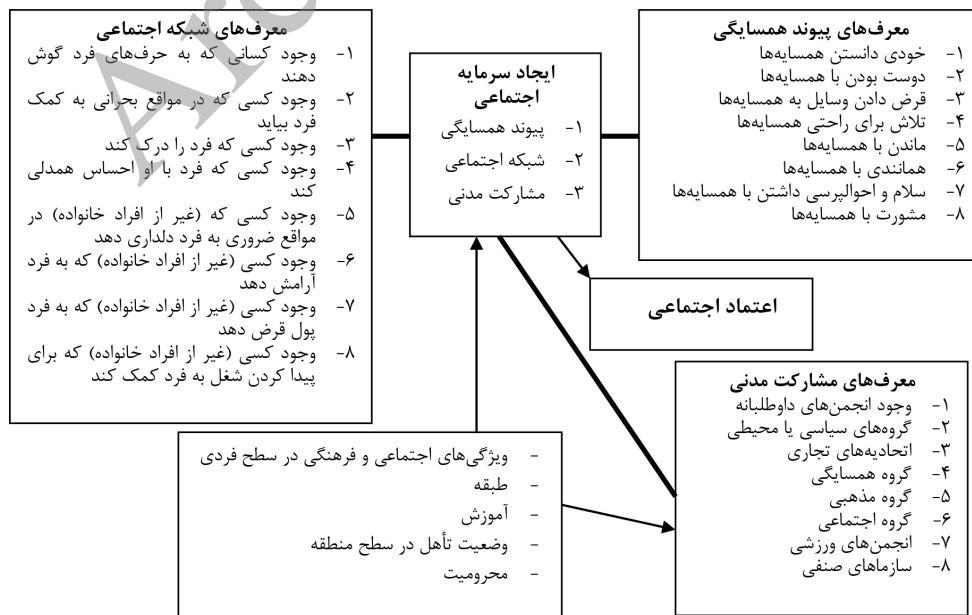 معرف‌های پیوند همسایگی
۱- خودی دانستن همسایه‌ها
۲- دوست بودن با همسایه‌ها
۳- قرض دادن وسایل به همسایه‌ها
۴- تلاش برای راحتی همسایه‌ها
۵- ماندن با همسایه‌ها
۶- همانندی با همسایه‌ها
۷- سلام و احوالپرسی داشتن با همسایه‌ها
۸- مشورت با همسایه‌ها
ایجاد سرمایه
اجتماعی
۱- پیوند همسایگی
۲- شبکه اجتماعی
۳- مشارکت مدنی
معرف‌های شبکه اجتماعی
۱- وجود کسانی که به حرف‌های فرد گوش
دهند
۲- وجود کسی که در مواقع بحرانی به کمک
فرد بیاید
۳- وجود کسی که فرد را درک کند
۴- وجود کسی که فرد با او احساس همدلی
کند
۵- وجود کسی که (غیر از افراد خانواده) در
مواقع ضروری به فرد دلداری دهد
۶- وجود کسی (غیر از افراد خانواده) که به فرد
آرامش دهد
۷- وجود کسی (غیر از افراد خانواده) که به فرد
پول قرض دهد
۸- وجود کسی (غیر از افراد خانواده) که برای
پیدا کردن شغل به فرد کمک کند
اعتماد اجتماعی
معرف‌های مشارکت مدنی
۱- وجود انجمن‌های داوطلبانه
۲- گروه‌های سیاسی یا محیطی
۳- اتحادیه‌های تجاری
۴- گروه همسایگی
۵- گروه مذهبی
۶- گروه اجتماعی
۷- انجمن‌های ورزشی
۸- سازماهای صنفی
- ویژگی‌های اجتماعی و فرهنگی در سطح فردی
- طبقه
- آموزش
- وضعیت تأهل در سطح منطقه
- محرومیت
Arc